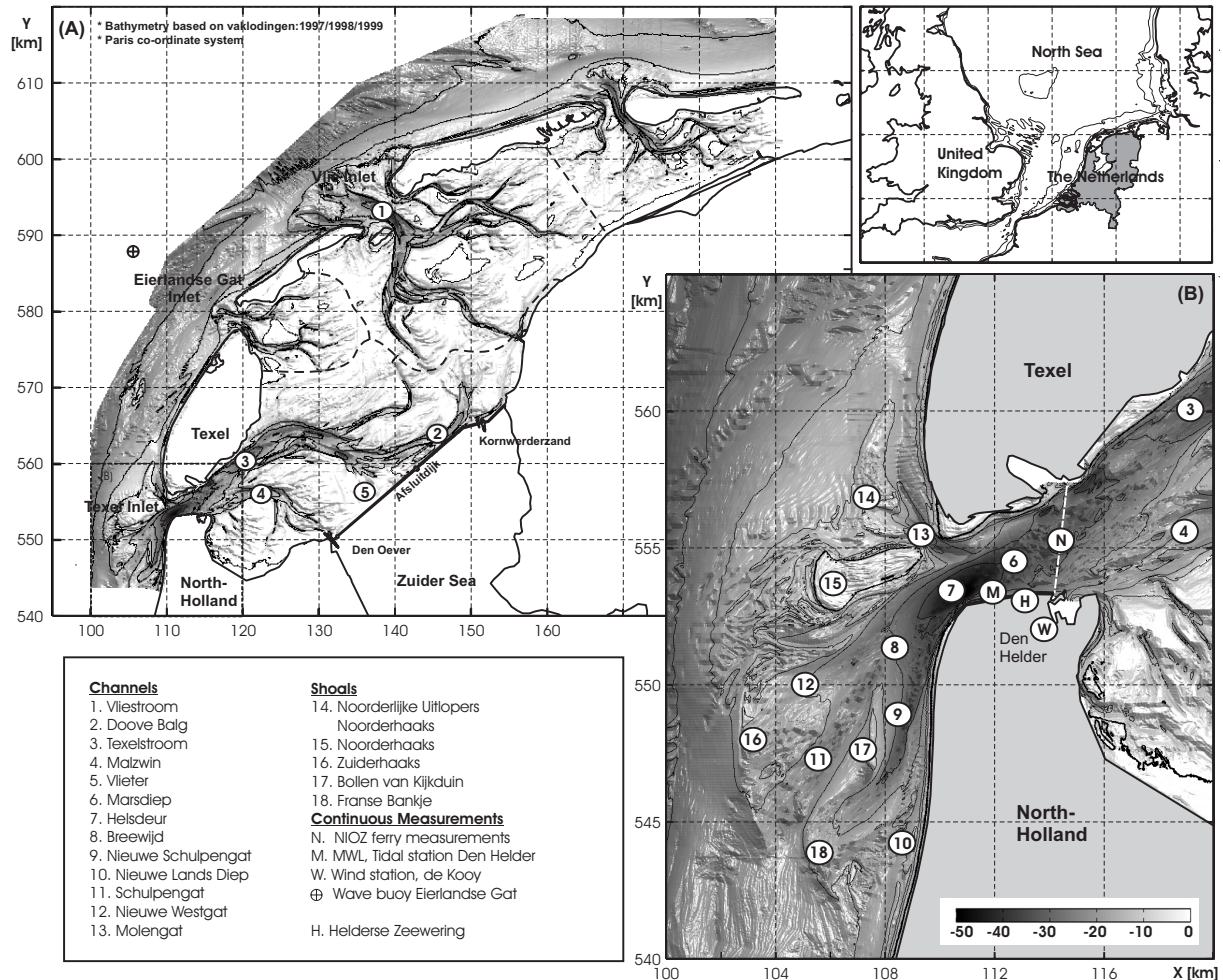 Y
[km]
(A)
* Bathymetry based on vaklodingen:1997/1998/1999
* Paris co-ordinate system
610
600
590
580
570
560
550
540
100
110
120
130
140
150
160
Vlie Inlet
1
Eierlandse Gat
Inlet
Texel
2
Kornwerderzand
3
Afsluitdijk
4
5
Texel Inlet
Den Oever
North-
Holland
Zuider Sea
North Sea
United
Kingdom
The Netherlands
Y
[km]
(B)
Texel
560
3
14
13
N
4
555
6
15
7
M
H
W
Den
Helder
8
550
12
9
16
17
11
North-
Holland
545
10
18
-50 -40 -30 -20 -10 0
540
100
104
108
112
116
X [km]
Channels
1. Vliestroom
2. Doove Balg
3. Texelstroom
4. Malzwin
5. Vlieter
6. Marsdiep
7. Helsdeur
8. Breewijd
9. Nieuwe Schulpengat
10. Nieuwe Lands Diep
11. Schulpengat
12. Nieuwe Westgat
13. Molengat
Shoals
14. Noorderlijke Uitlopers
Noorderhaaks
15. Noorderhaaks
16. Zuiderhaaks
17. Bollen van Kijkduin
18. Franse Bankje
Continuous Measurements
N. NIOZ ferry measurements
M. MWL, Tidal station Den Helder
W. Wind station, de Kooy
⊕ Wave buoy Eierlandse Gat
H. Helderse Zeewering